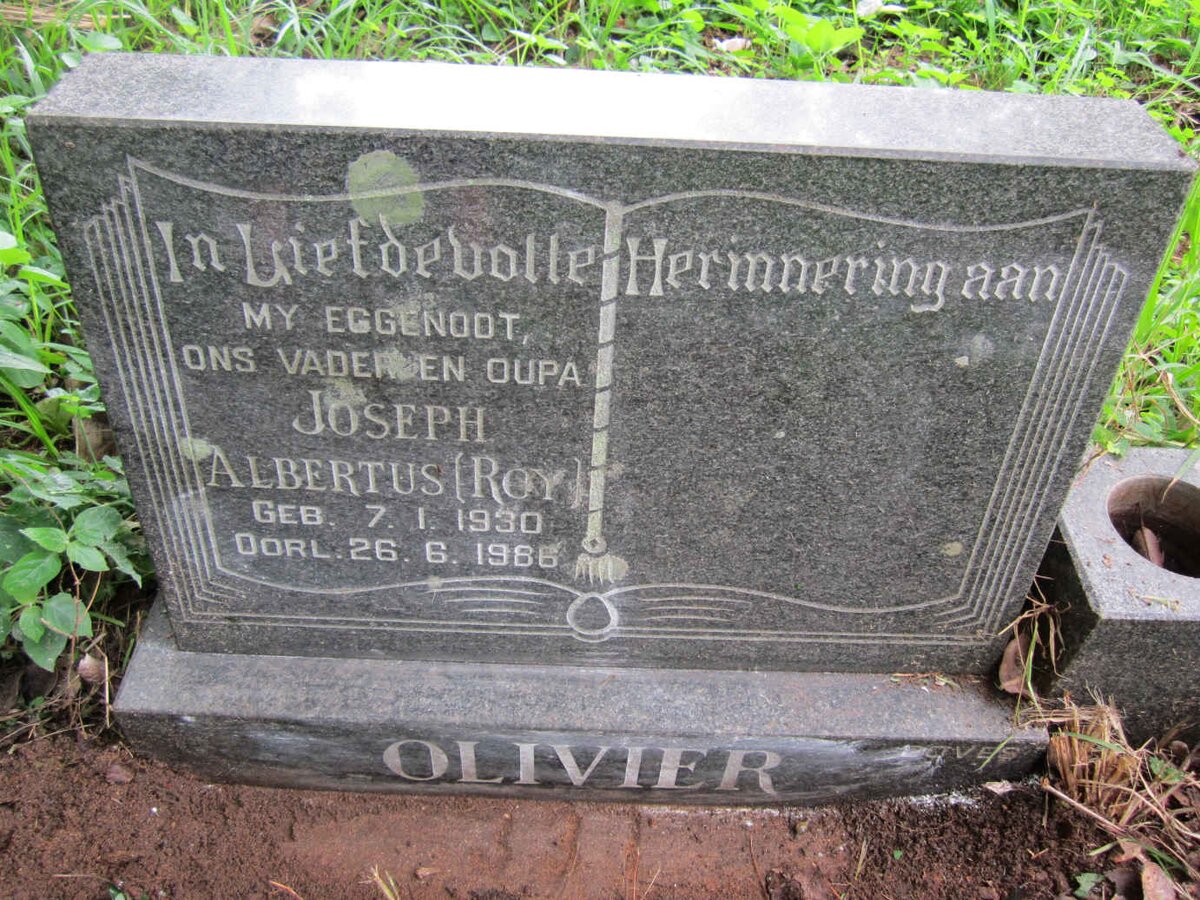 In Liefdevolle Herinnering aan
MY EGGENOOT,
ONS VADER EN OUPA
JOSEPH
ALBERTUS (ROY)
GEB. 7. 1. 1930
OORL. 26. 6.
OLIVIER